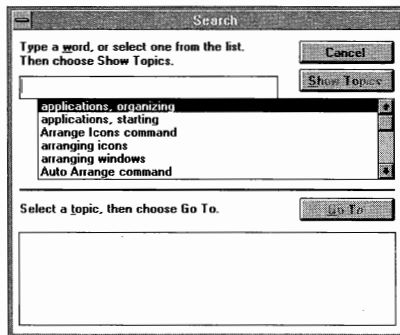 Search
Type a word, or select one from the list.
Then choose Show Topics.
Cancel
Show Topics
applications, organizing
applications, starting
Arrange Icons command
arranging icons
arranging windows
Auto Arrange command
Select a topic, then choose Go To.
Go To